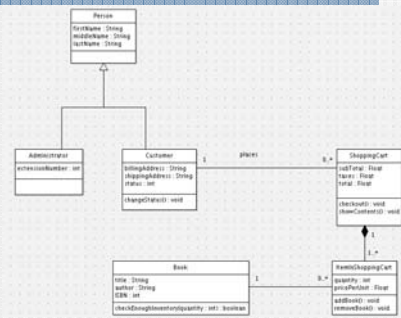 Person
firstName : String
middleName : String
lastName : String
Administrator
extensionNumber : int
Customer
billingAddress : String
shippingAddress : String
status : int
changeStatus() : void
1
places
0..*
ShoppingCart
subTotal : Float
taxes : Float
total : Float
checkout() : void
showContents() : void
1
1..*
Book
title : String
author : String
ISBN : int
checkEnoughInventory(quantity : int) : boolean
1
0..*
ItemInShoppingCart
quantity : int
pricePerUnit : Float
addBook() : void
removeBook() : void